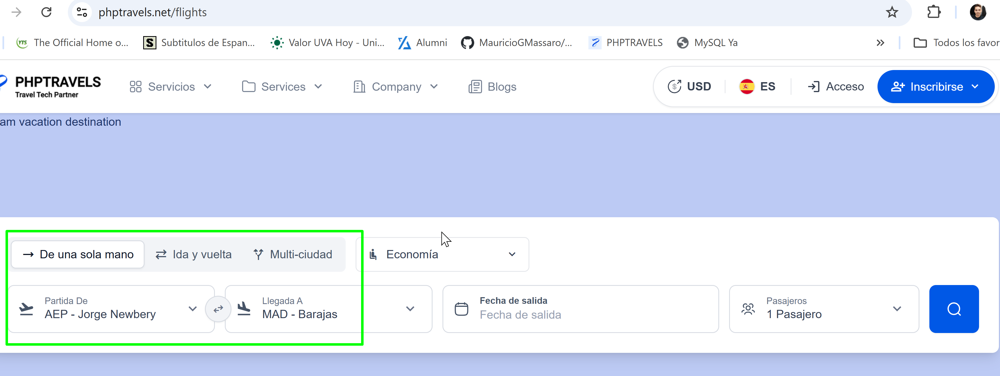 phptravels.net/flights
YTS The Official Home o...
S Subtitulos de Espan...
Valor UVA Hoy - Uni...
Alumni
MauricioGMassaro/...
PHPTRAVELS
MySQL Ya
Todos los favor
PHPTRAVELS
Travel Tech Partner
Servicios
Services
Company
Blogs
USD
ES
Acceso
Inscribirse
am vacation destination
De una sola mano
Ida y vuelta
Multi-ciudad
Economía
Partida De
AEP - Jorge Newbery
Llegada A
MAD - Barajas
Fecha de salida
Fecha de salida
Pasajeros
1 Pasajero